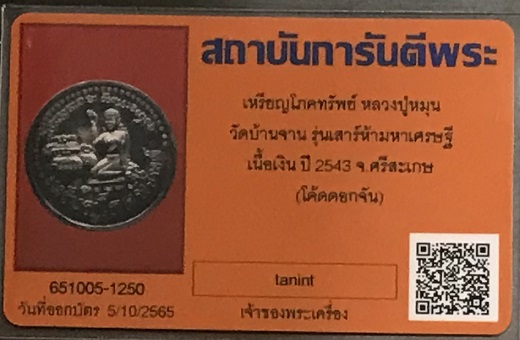 สถาบันการันตีพระ
เหรียญโภคทรัพย์ หลวงปู่หมุน
วัดบ้านจาน รุ่นเสาร์ห้ามหาเศรษฐี
เนื้อเงิน ปี 2543 จ.ศรีสะเกษ
(โค้ดดอกจัน)
651005-1250
วันที่ออกบัตร 5/10/2565
tanint
เจ้าของพระเครื่อง